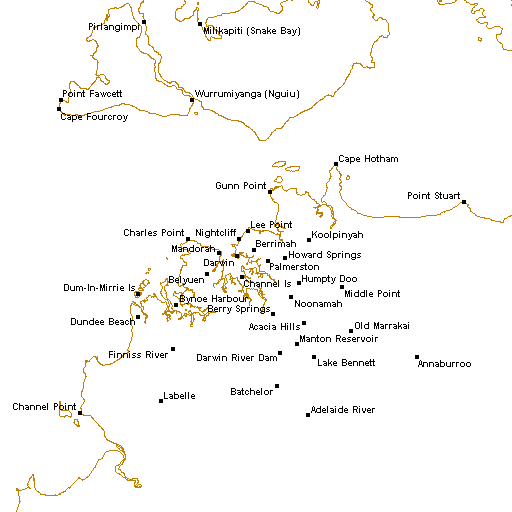 Pirlangimpi
Milikapiti (Snake Bay)
Point Fawcett
Wurrumiyanga (Nguiu)
Cape Fourcroy
Cape Hotham
Gunn Point
Point Stuart
Lee Point
Charles Point
Nightcliff
Koolpinyah
Mandorah
Berrimah
Darwin
Howard Springs
Palmerston
Belyuen
Channel Is
Humpty Doo
Dum-In-Mirrie Is
Middle Point
Bynoe Harbour
Noonamah
Berry Springs
Dundee Beach
Acacia Hills
Old Marrakai
Manton Reservoir
Finniss River
Darwin River Dam
Lake Bennett
Annaburroo
Batchelor
Labelle
Channel Point
Adelaide River